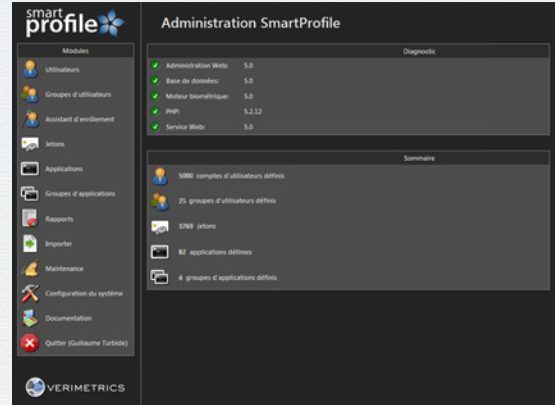 smart
profile
Administration SmartProfile
Modules
Utilisateurs
Groupes d'utilisateurs
Assistant d'enrôlement
Jetons
Applications
Groupes d'applications
Rapports
Importer
Maintenance
Configuration du système
Documentation
Quitter (Guillaume Turbide)
VERIMETRICS
Diagnostic
Administration Web: 5.0
Base de données: 5.0
Moteur biométrique: 5.0
PHP: 5.2.12
Service Web: 5.0
Sommaire
5000 comptes d'utilisateurs définis
25 groupes d'utilisateurs définis
3769 jetons
82 applications définies
4 groupes d'applications définis